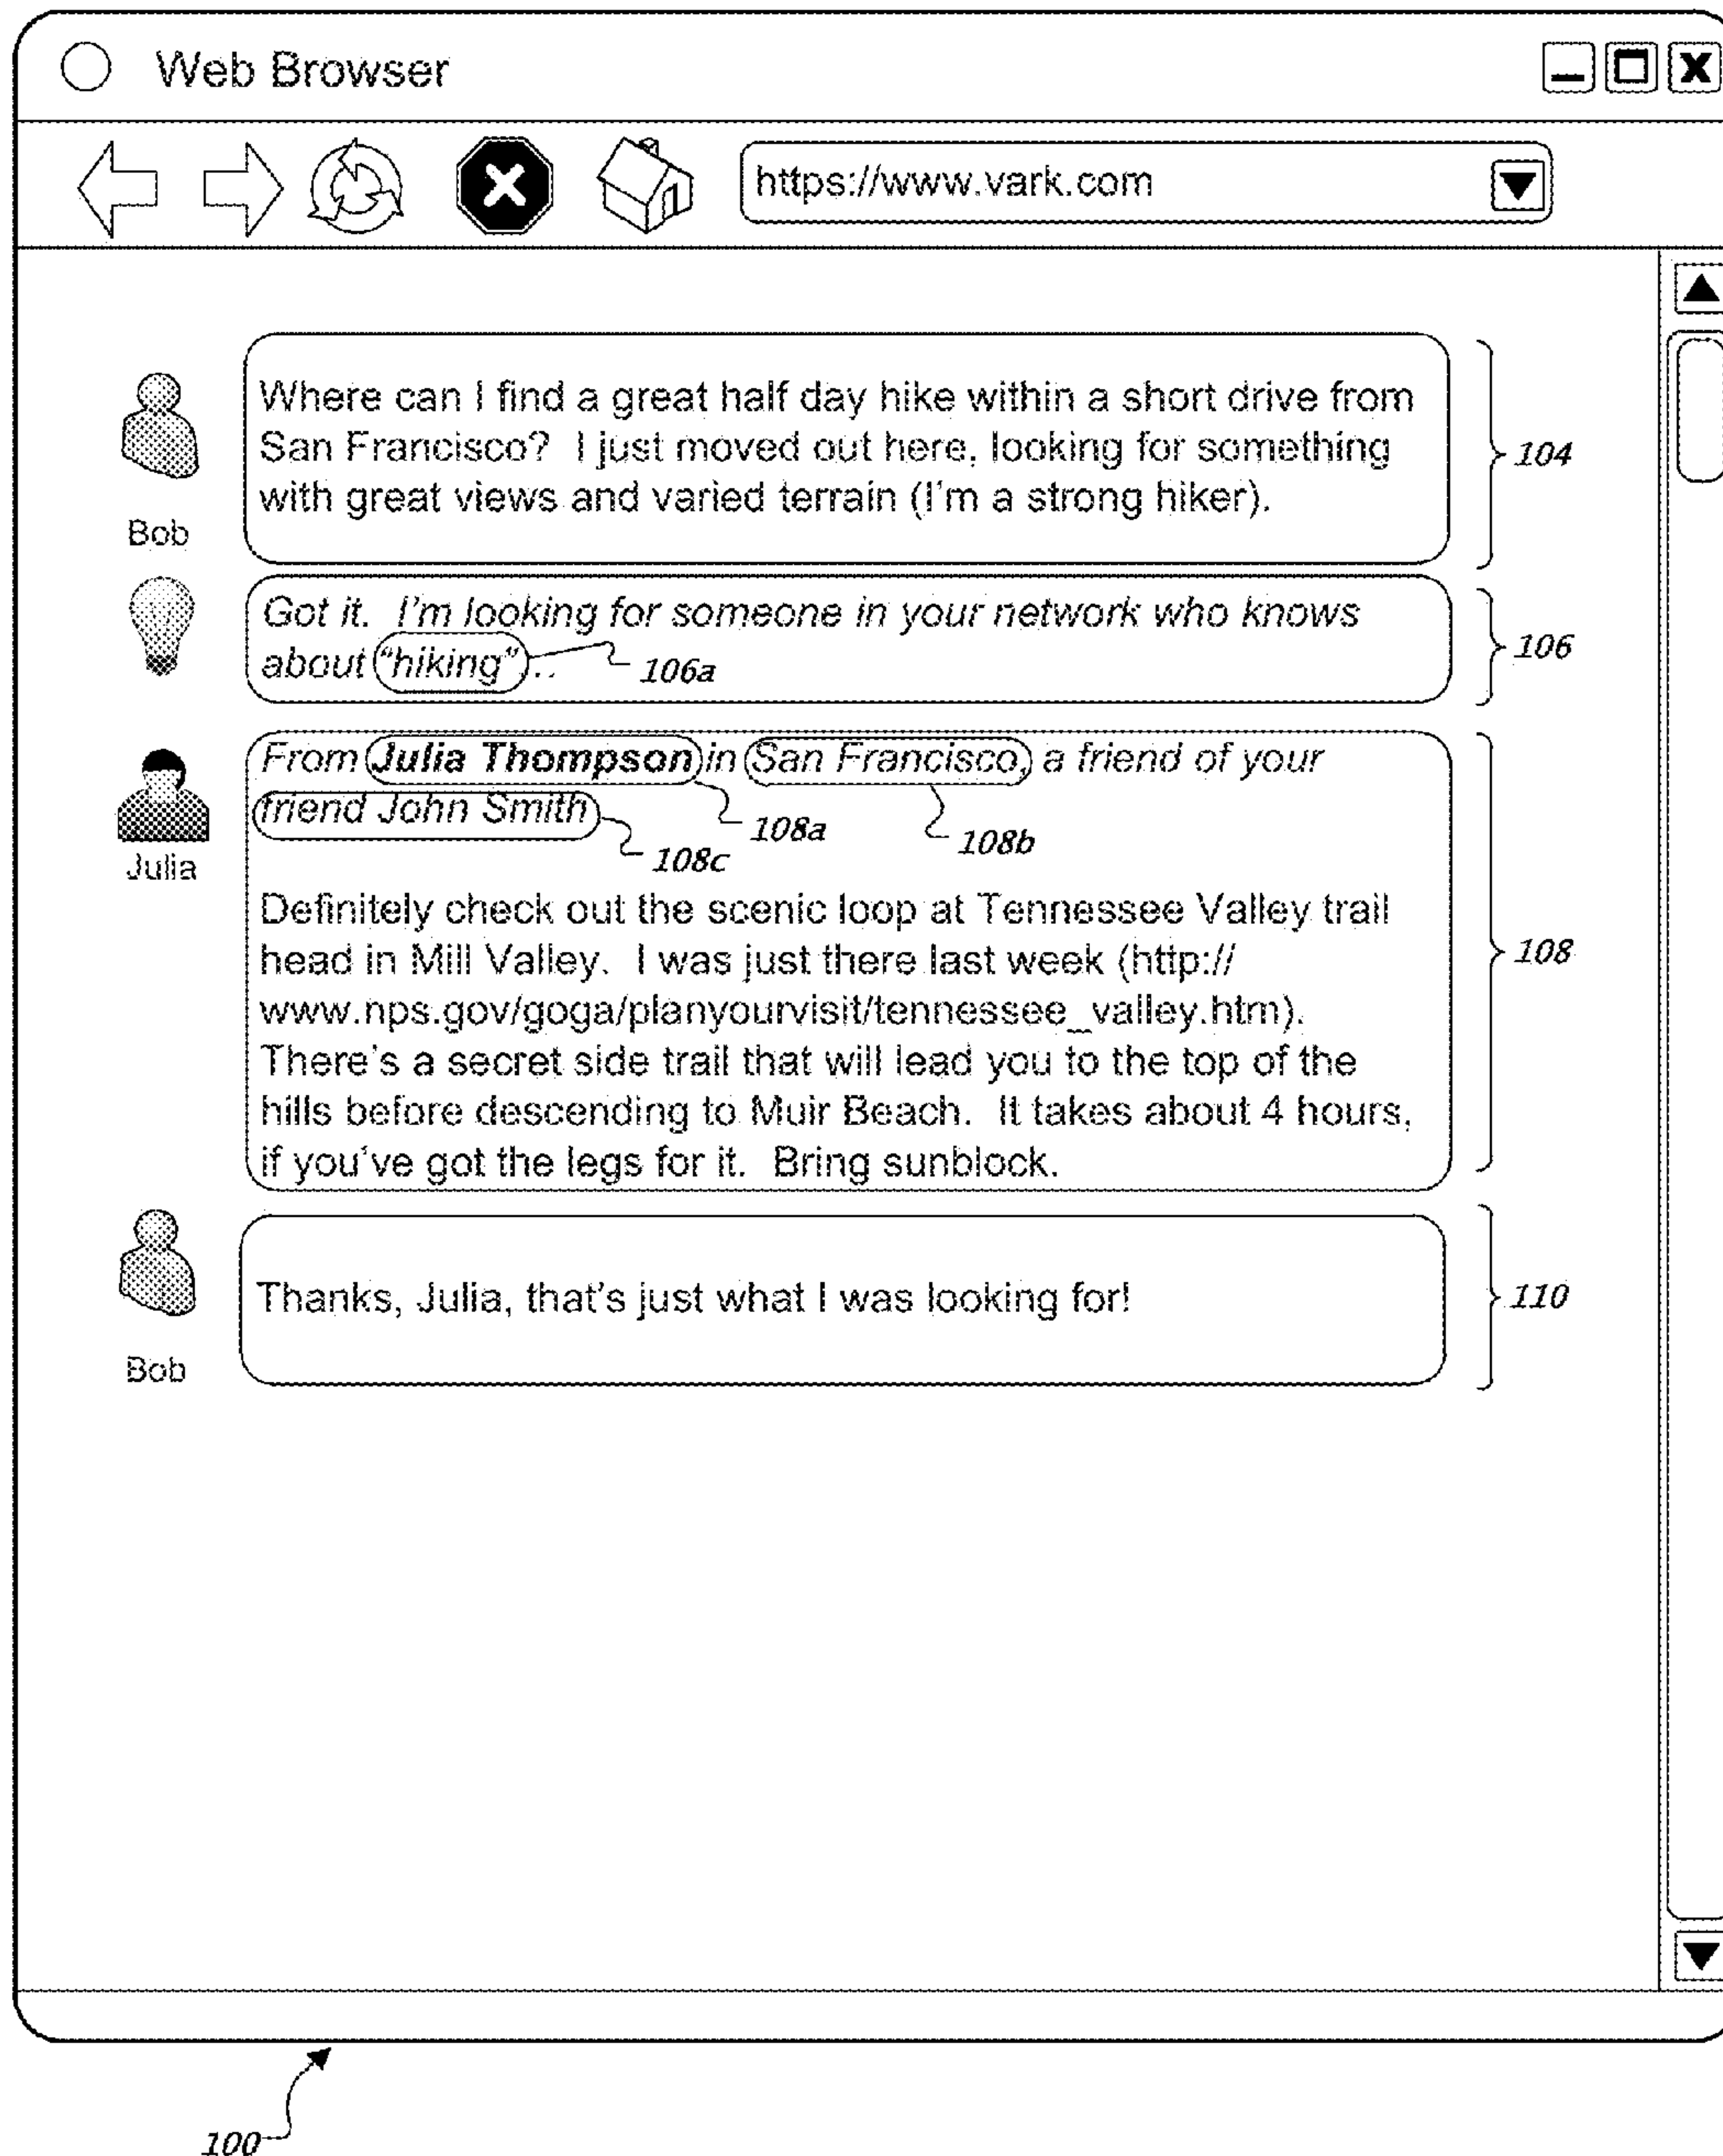 Web Browser
https://www.vark.com
Where can I find a great half day hike within a short drive from
San Francisco?  I just moved out here, looking for something
with great views and varied terrain (I'm a strong hiker).
104
Bob
Got it.  I'm looking for someone in your network who knows
about "hiking"...
106a
106
From Julia Thompson in San Francisco, a friend of your
friend John Smith
108a
108b
108c
Julia
Definitely check out the scenic loop at Tennessee Valley trail
head in Mill Valley.  I was just there last week (http://
www.nps.gov/goga/planyourvisit/tennessee_valley.htm).
There's a secret side trail that will lead you to the top of the
hills before descending to Muir Beach.  It takes about 4 hours,
if you've got the legs for it.  Bring sunblock.
108
Thanks, Julia, that's just what I was looking for!
110
Bob
100